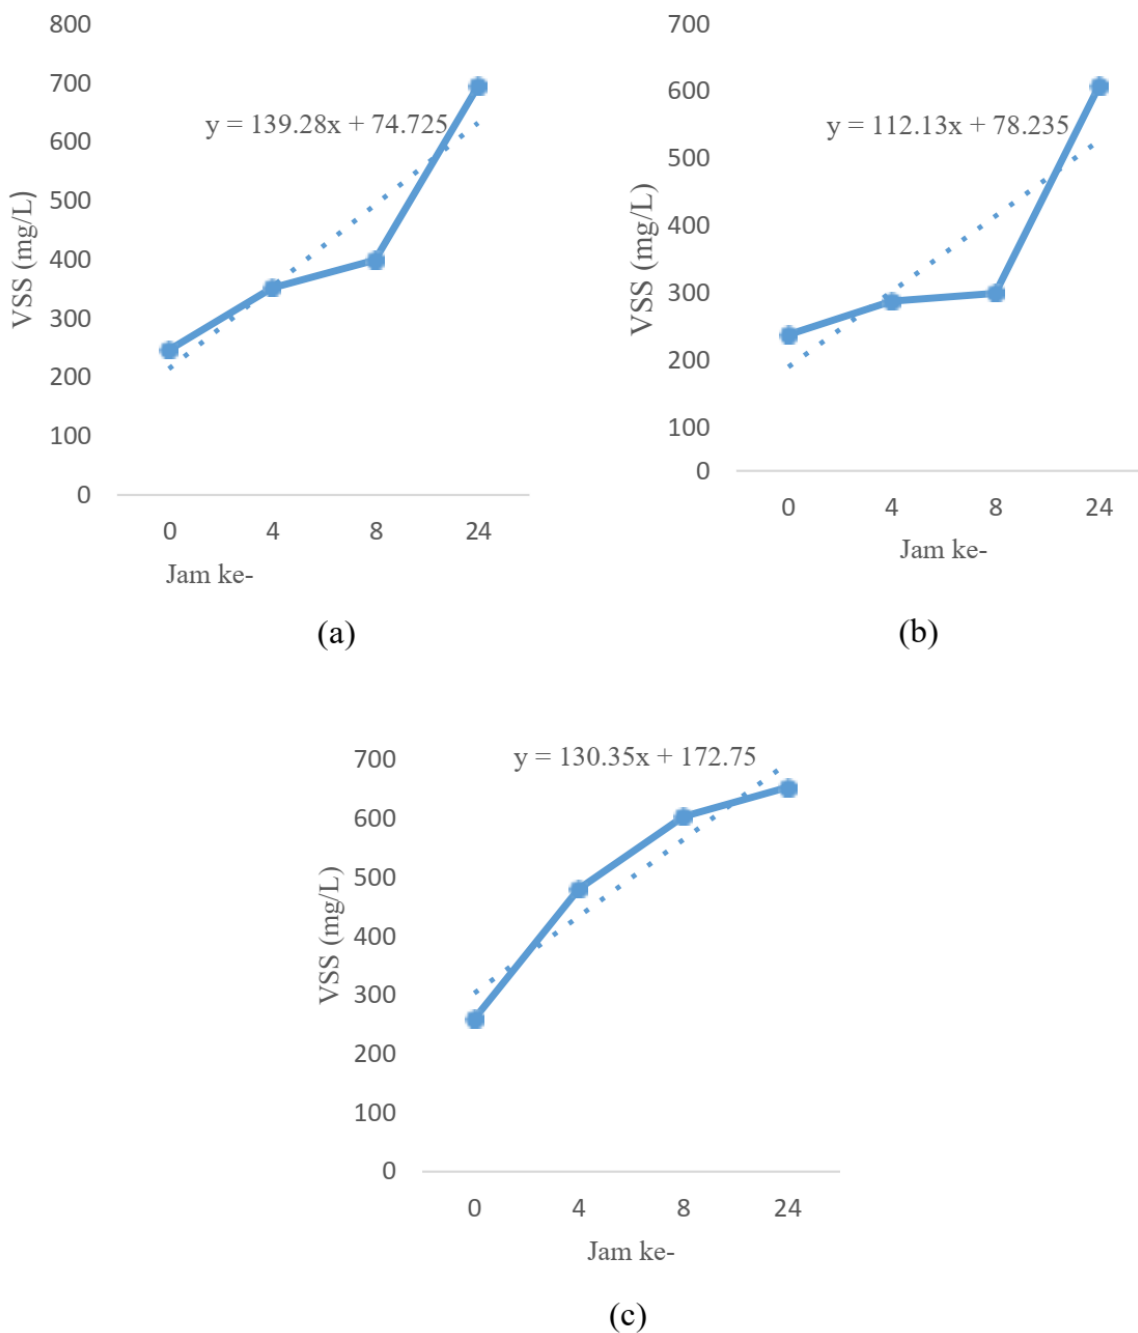 800
700
600
500
400
300
200
100
0
VSS (mg/L)
y = 139.28x + 74.725
0 4 8 24
Jam ke-
(a)
700
600
500
400
300
200
100
0
VSS (mg/L)
y = 112.13x + 78.235
0 4 8 24
Jam ke-
(b)
700
600
500
400
300
200
100
0
VSS (mg/L)
y = 130.35x + 172.75
0 4 8 24
Jam ke-
(c)